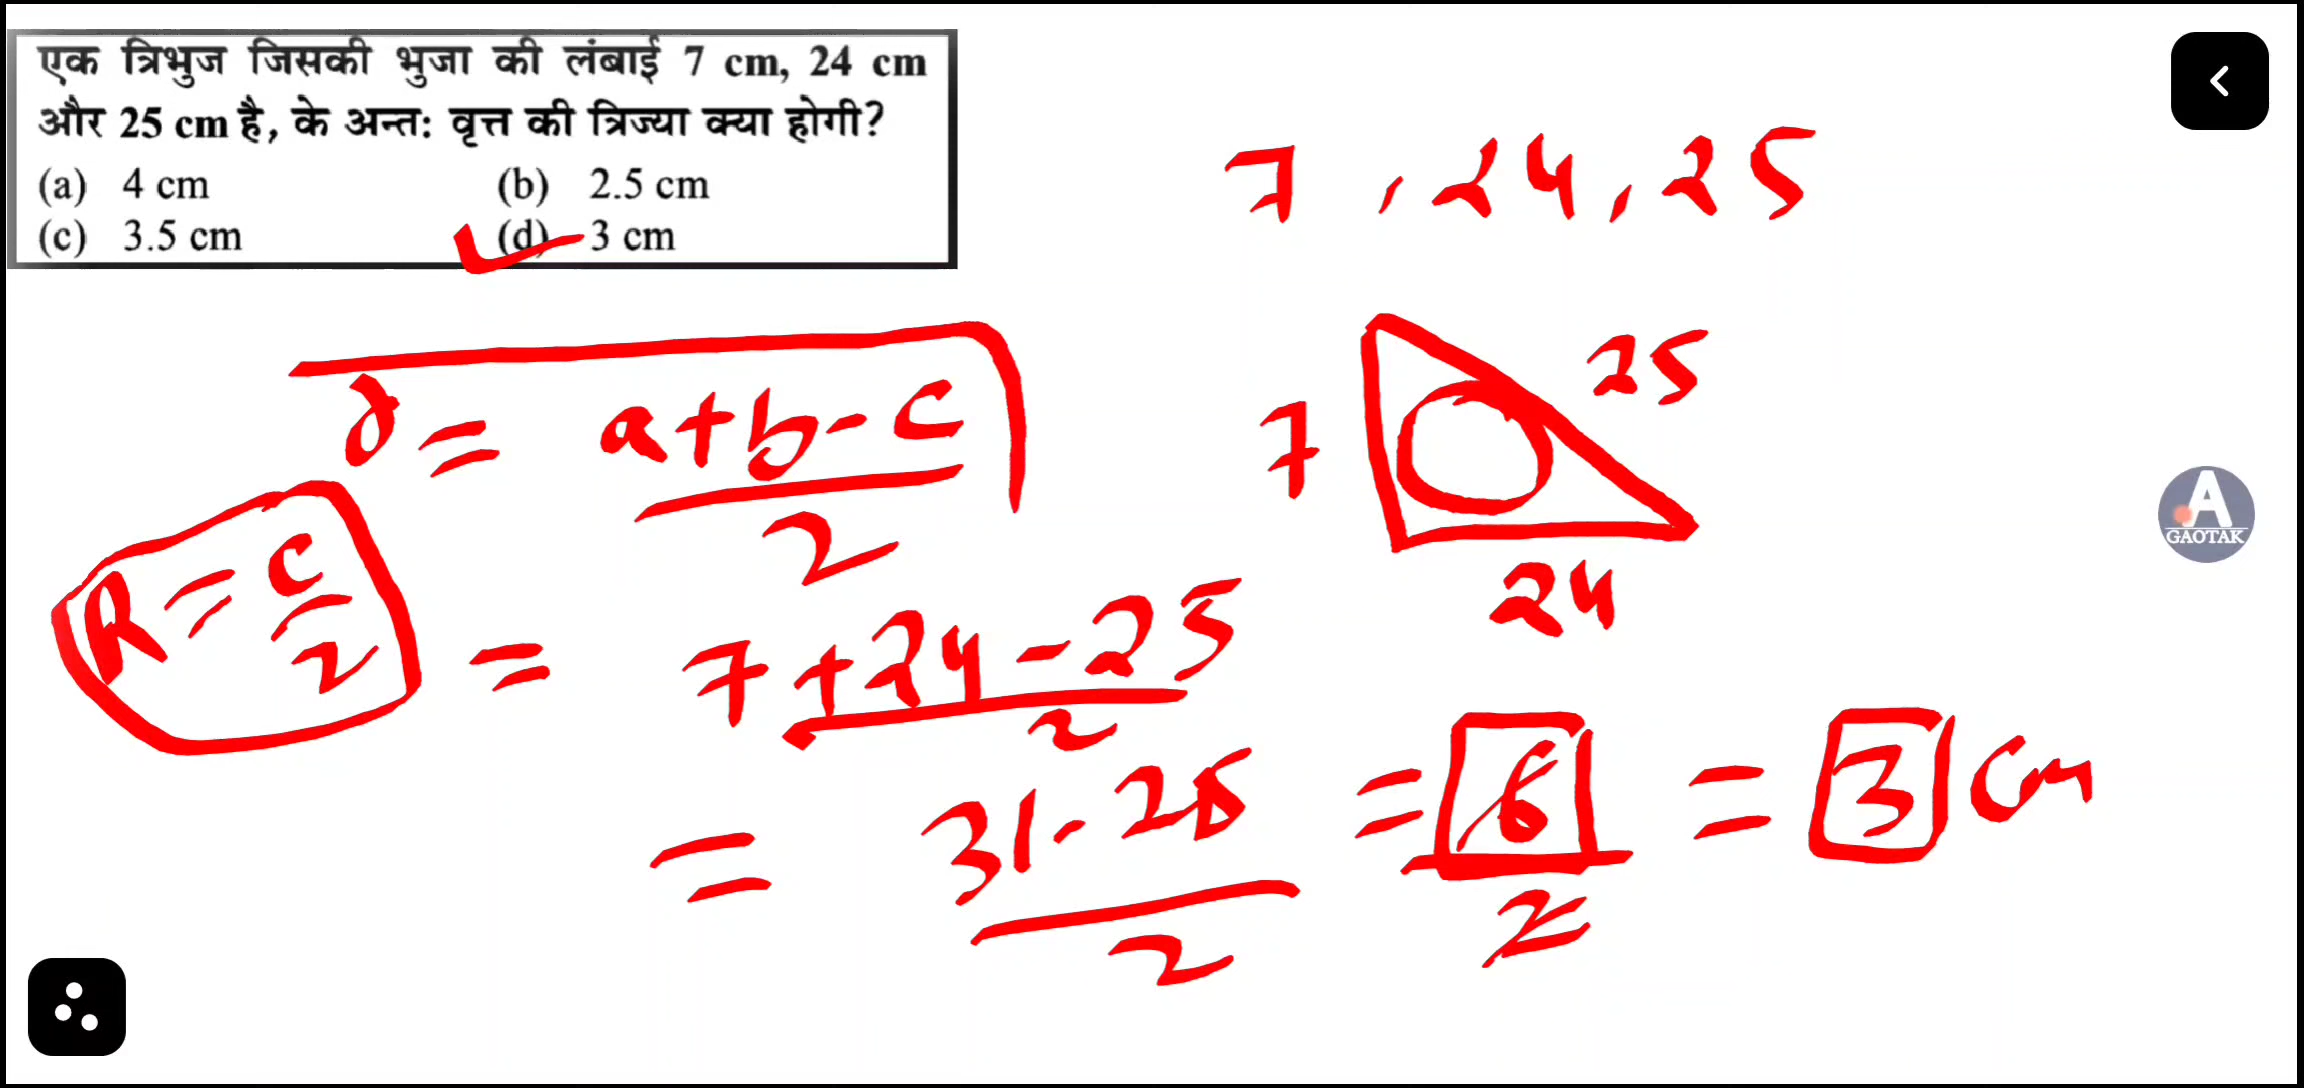 एक त्रिभुज जिसकी भुजा की लंबाई 7 cm, 24 cm
और 25 cm है, के अन्त: वृत्त की त्रिज्या क्या होगी?
(a) 4 cm (b) 2.5 cm
(c) 3.5 cm (d) 3 cm
7 , 24 , 25
r = a+b-c
2
R = c
2
25
7
24
= 7+24-25
2
= 31-25
2
= 6
2
= 3 cm
A
GAOTAK